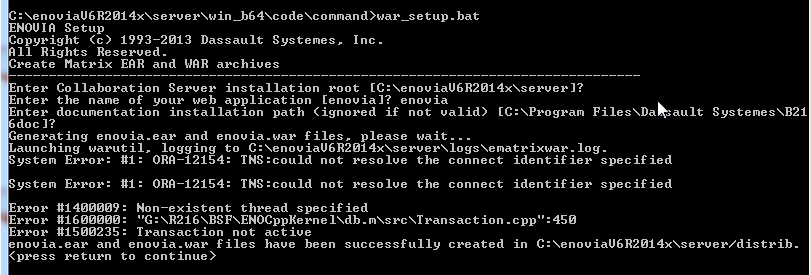 C:\enoviaV6R2014x\server\win_b64\code\command>war_setup.bat
ENOVIA Setup
Copyright (c) 1993-2013 Dassault Systemes, Inc.
All Rights Reserved.
Create Matrix EAR and WAR archives
--------------------------------------------------------------------------------
Enter Collaboration Server installation root [C:\enoviaV6R2014x\server]?
Enter the name of your web application [enovia]? enovia
Enter documentation installation path (ignored if not valid) [C:\Program Files\Dassault Systemes\B21
6doc]?
Generating enovia.ear and enovia.war files, please wait...
Launching warutil, logging to C:\enoviaV6R2014x\server\logs\ematrixwar.log.
System Error: #1: ORA-12154: TNS:could not resolve the connect identifier specified
System Error: #1: ORA-12154: TNS:could not resolve the connect identifier specified
Error #1400009: Non-existent thread specified
Error #1600000: "G:\R216\BSF\ENOCppKernel\db.m\src\Transaction.cpp":450
Error #1500235: Transaction not active
enovia.ear and enovia.war files have been successfully created in C:\enoviaV6R2014x\server/distrib.
<press return to continue>